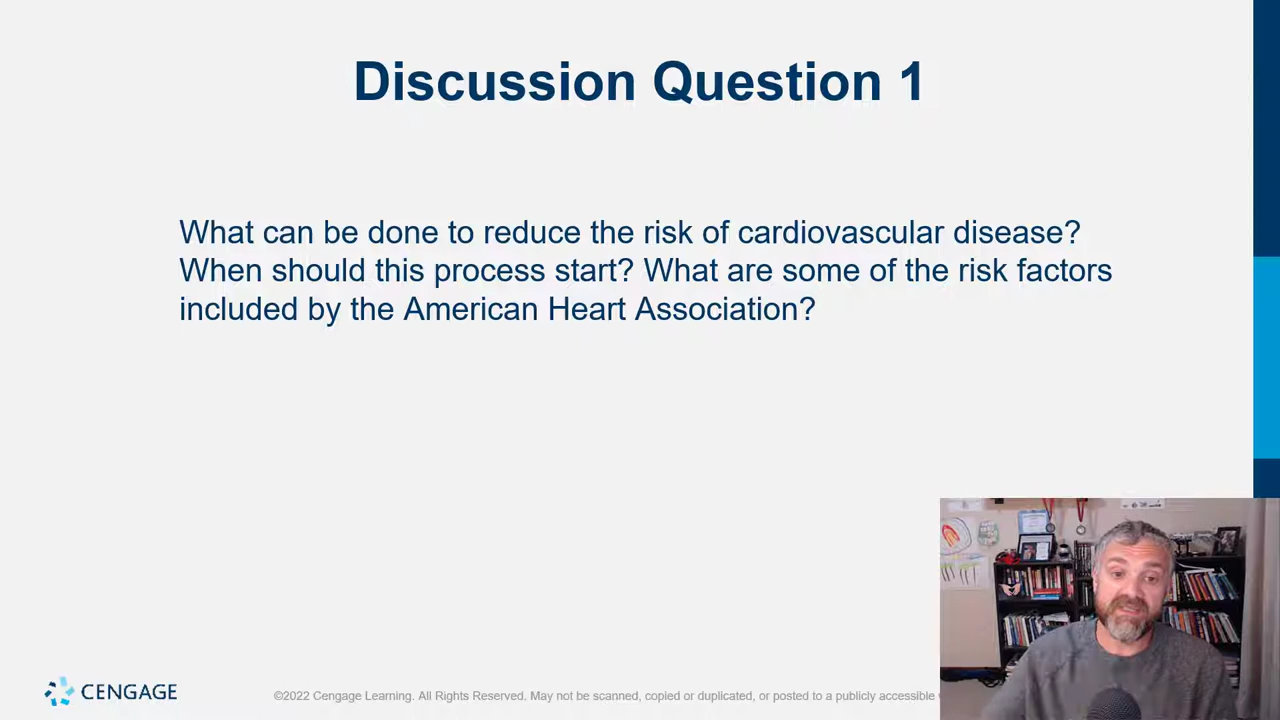 Discussion Question 1
What can be done to reduce the risk of cardiovascular disease?
When should this process start? What are some of the risk factors
included by the American Heart Association?
CENGAGE
©2022 Cengage Learning. All Rights Reserved. May not be scanned, copied or duplicated, or posted to a publicly accessible